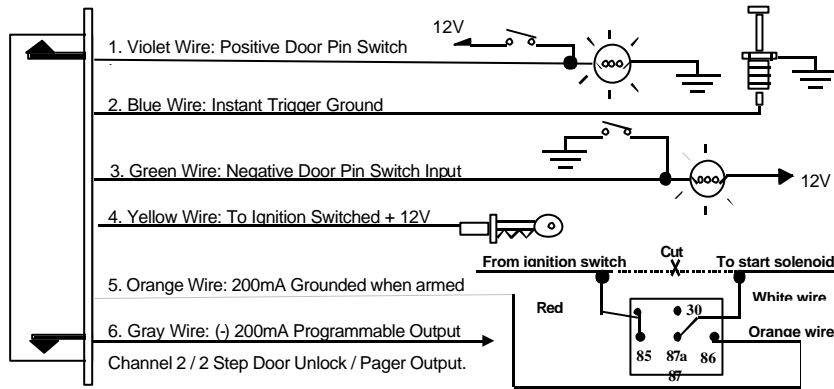 12V
1. Violet Wire: Positive Door Pin Switch
2. Blue Wire: Instant Trigger Ground
3. Green Wire: Negative Door Pin Switch Input
12V
4. Yellow Wire: To Ignition Switched + 12V
From ignition switch
Cut
To start solenoid
5. Orange Wire: 200mA Grounded when armed
Red
30
White wire
6. Gray Wire: (-) 200mA Programmable Output
Orange wire
85 87a 86
Channel 2 / 2 Step Door Unlock / Pager Output.
87